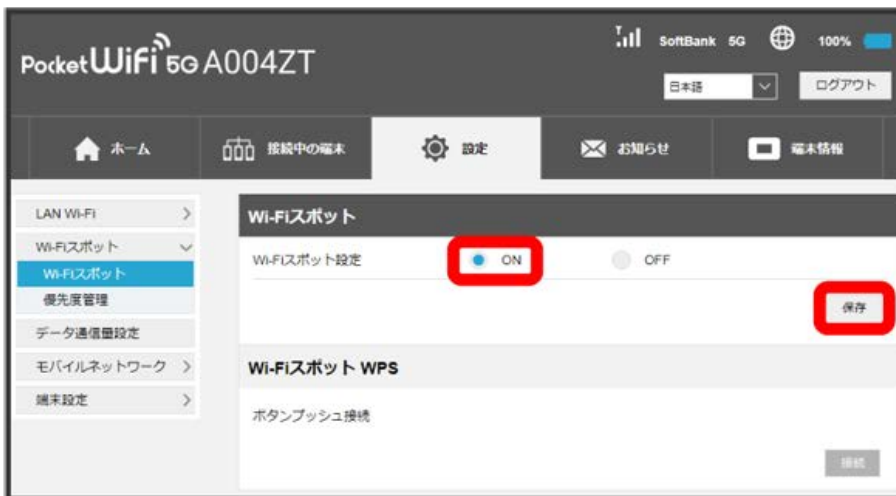 Pocket WiFi 5G A004ZT
SoftBank 5G 100%
日本語 ログアウト
ホーム 接続中の端末 設定 お知らせ 端末情報
LAN Wi-Fi
Wi-Fiスポット
Wi-Fiスポット
優先度管理
データ通信量設定
モバイルネットワーク
端末設定
Wi-Fiスポット
Wi-Fiスポット設定 ON OFF
保存
Wi-Fiスポット WPS
ボタンプッシュ接続
接続